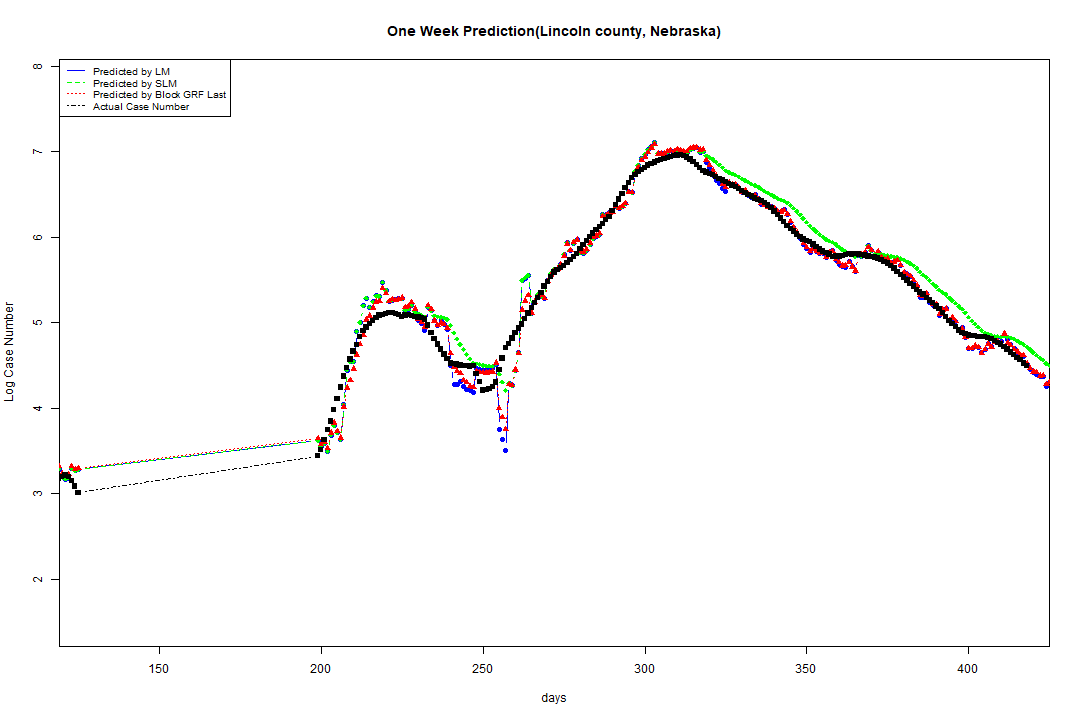 One Week Prediction(Lincoln county, Nebraska)
Predicted by LM
Predicted by SLM
Predicted by Block GRF Last
Actual Case Number
8
7
6
5
4
3
2
Log Case Number
150 200 250 300 350 400
days